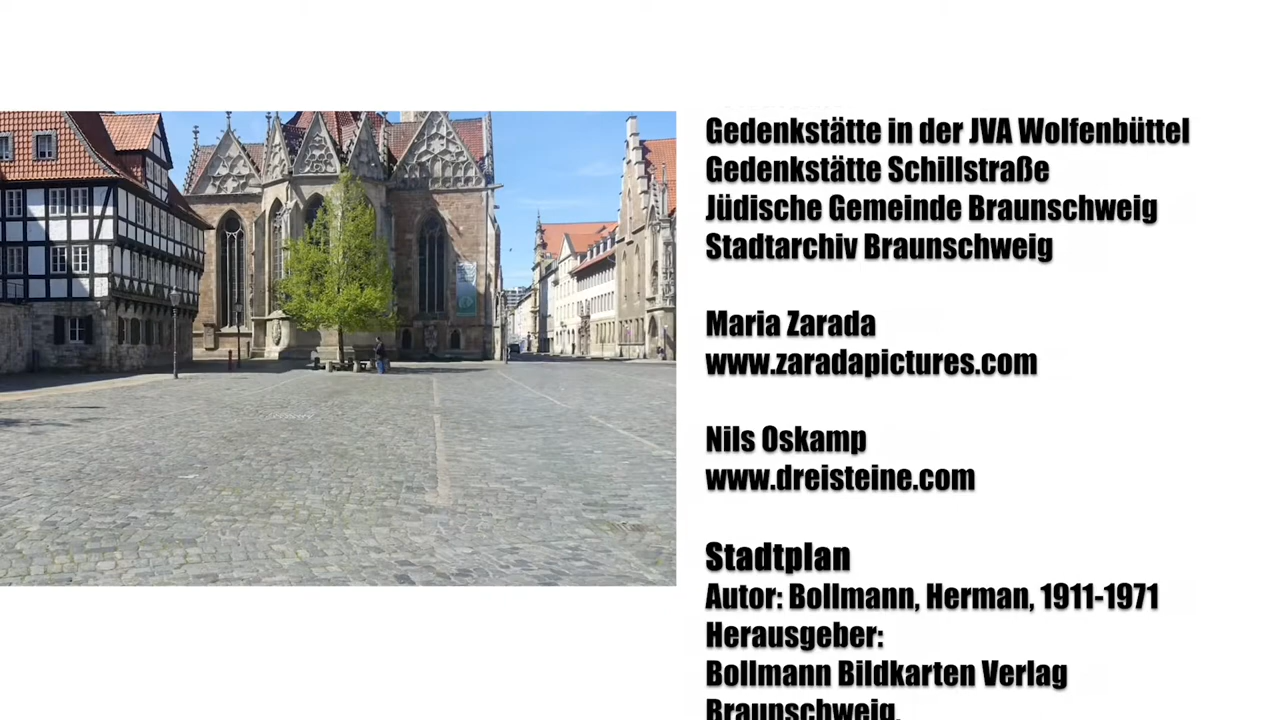 Gedenkstätte in der JVA Wolfenbüttel
Gedenkstätte Schillstraße
Jüdische Gemeinde Braunschweig
Stadtarchiv Braunschweig
Maria Zarada
www.zaradapictures.com
Nils Oskamp
www.dreisteine.com
Stadtplan
Autor: Bollmann, Herman, 1911-1971
Herausgeber:
Bollmann Bildkarten Verlag
Braunschweig.